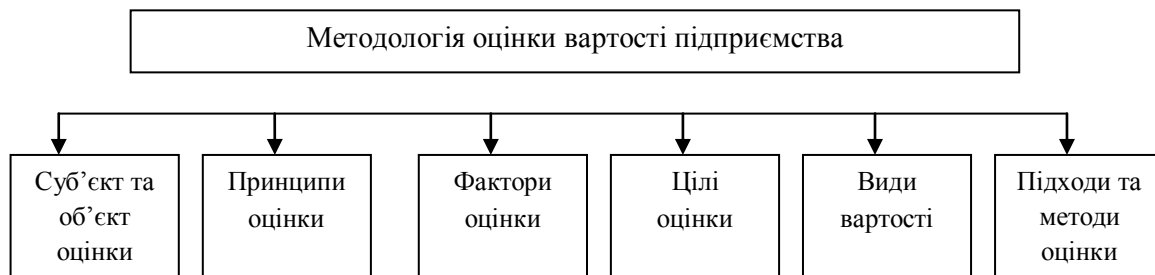 Методологія оцінки вартості підприємства
Суб’єкт та
об’єкт
оцінки
Принципи
оцінки
Фактори
оцінки
Цілі
оцінки
Види
вартості
Підходи та
методи
оцінки